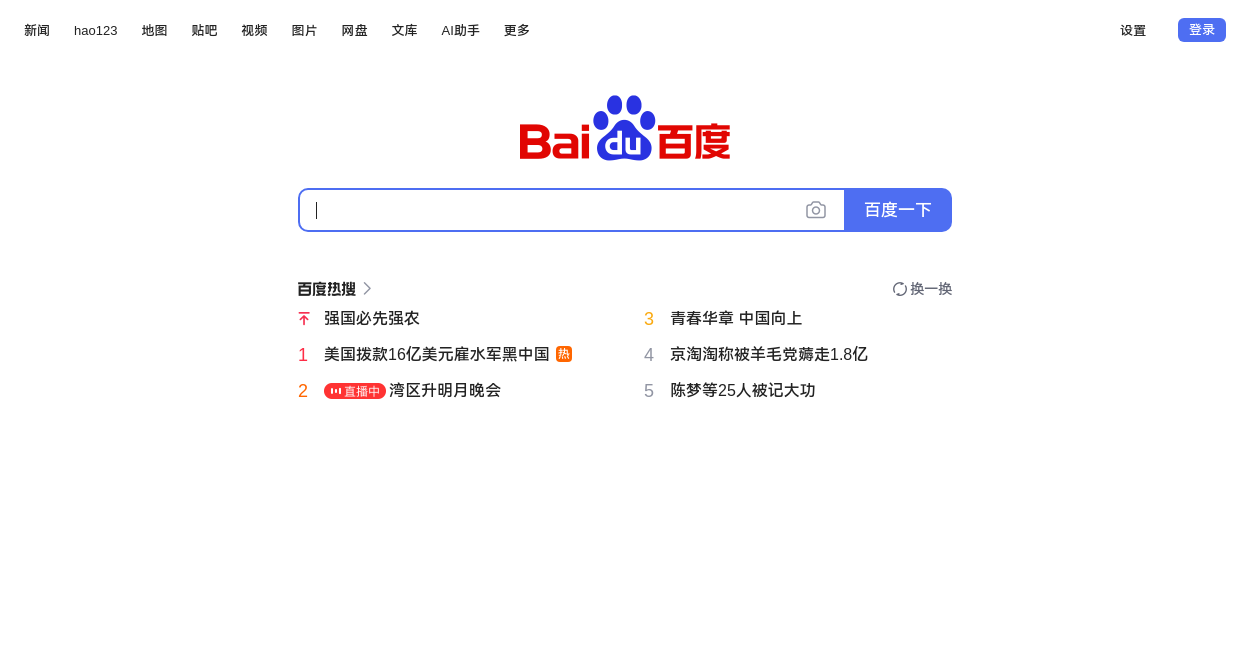 新闻 hao123 地图 贴吧 视频 图片 网盘 文库 AI助手 更多 设置 登录
Baidu百度
百度一下
百度热搜 换一换
强国必先强农
1 美国拨款16亿美元雇水军黑中国 热
2 直播中 湾区升明月晚会
3 青春华章 中国向上
4 京淘淘称被羊毛党薅走1.8亿
5 陈梦等25人被记大功